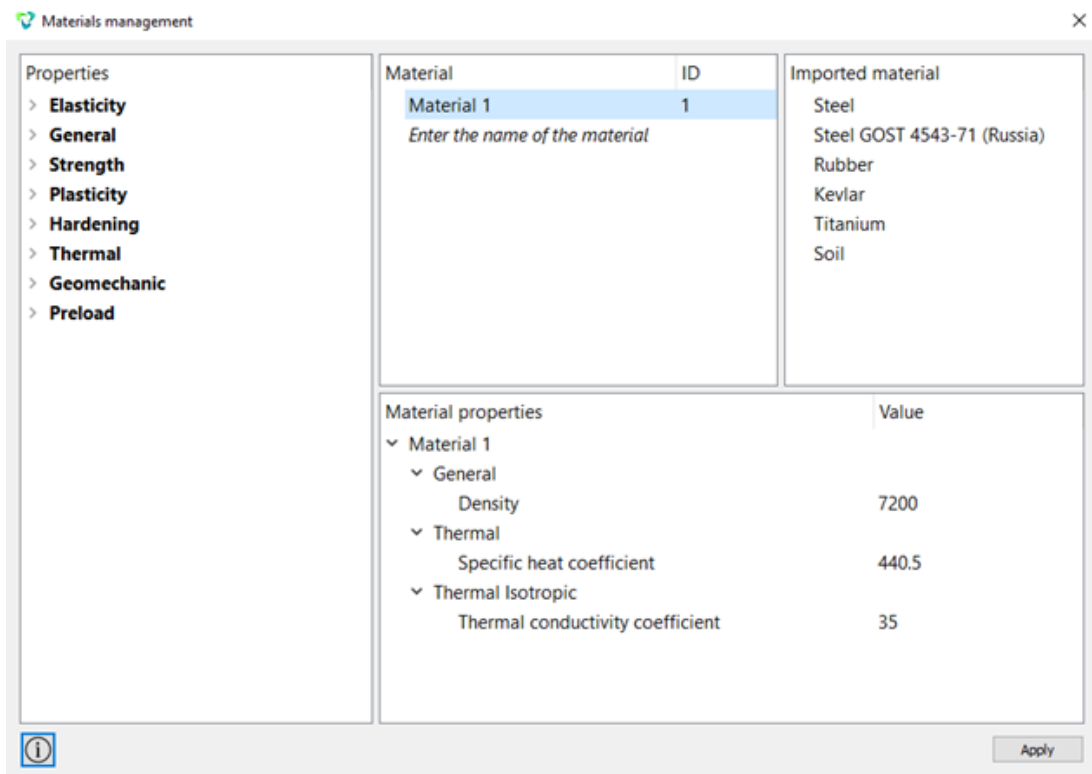 Materials management
Properties
Elasticity
General
Strength
Plasticity
Hardening
Thermal
Geomechanic
Preload
Material ID
Material 1 1
Enter the name of the material
Imported material
Steel
Steel GOST 4543-71 (Russia)
Rubber
Kevlar
Titanium
Soil
Material properties Value
Material 1
General
Density 7200
Thermal
Specific heat coefficient 440.5
Thermal Isotropic
Thermal conductivity coefficient 35
Apply